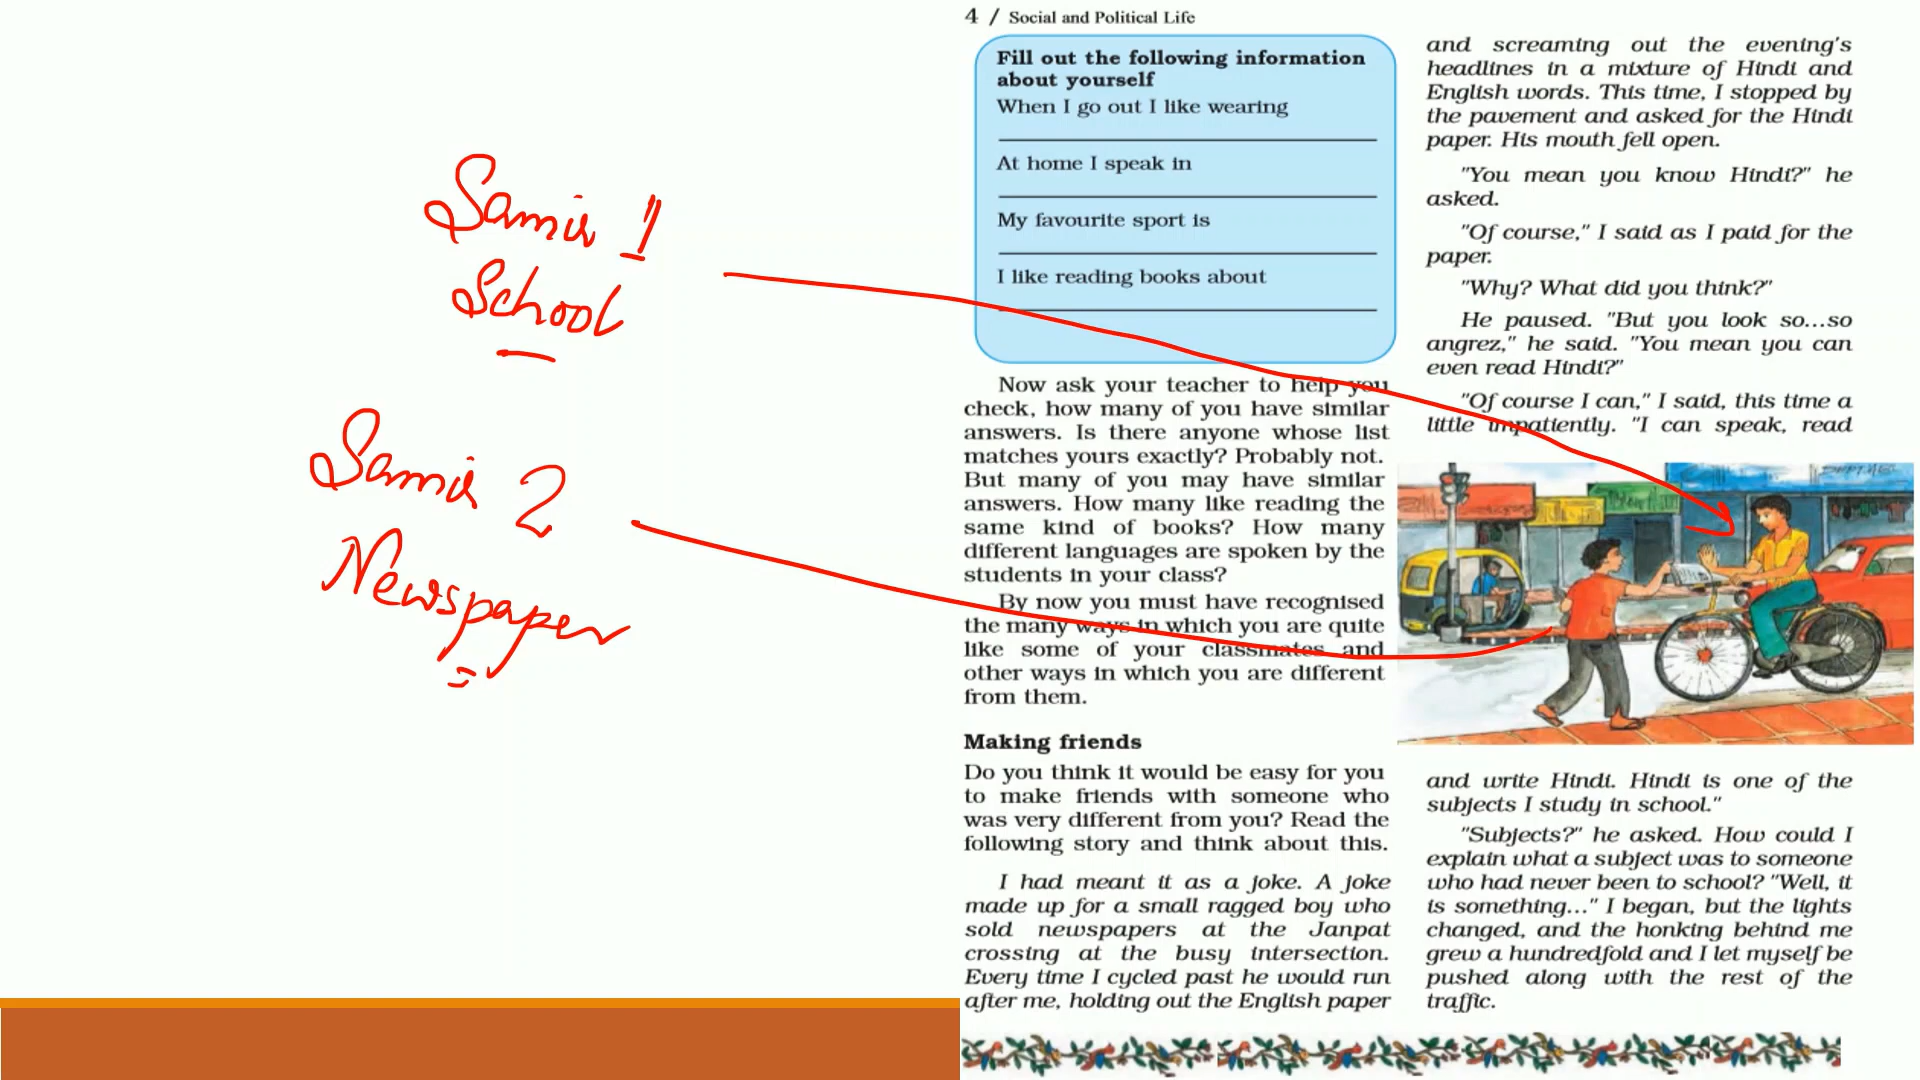 Samir 1
School
Samir 2
Newspaper
4 / Social and Political Life
Fill out the following information
about yourself
When I go out I like wearing
At home I speak in
My favourite sport is
I like reading books about
Now ask your teacher to help you
check, how many of you have similar
answers. Is there anyone whose list
matches yours exactly? Probably not.
But many of you may have similar
answers. How many like reading the
same kind of books? How many
different languages are spoken by the
students in your class?
By now you must have recognised
the many ways in which you are quite
like some of your classmates and
other ways in which you are different
from them.
Making friends
Do you think it would be easy for you
to make friends with someone who
was very different from you? Read the
following story and think about this.
I had meant it as a joke. A joke
made up for a small ragged boy who
sold newspapers at the Janpat
crossing at the busy intersection.
Every time I cycled past he would run
after me, holding out the English paper
and screaming out the evening's
headlines in a mixture of Hindi and
English words. This time, I stopped by
the pavement and asked for the Hindi
paper. His mouth fell open.
"You mean you know Hindi?" he
asked.
"Of course," I said as I paid for the
paper.
"Why? What did you think?"
He paused. "But you look so...so
angrez," he said. "You mean you can
even read Hindi?"
"Of course I can," I said, this time a
little impatiently. "I can speak, read
and write Hindi. Hindi is one of the
subjects I study in school."
"Subjects?" he asked. How could I
explain what a subject was to someone
who had never been to school? "Well, it
is something..." I began, but the lights
changed, and the honking behind me
grew a hundredfold and I let myself be
pushed along with the rest of the
traffic.